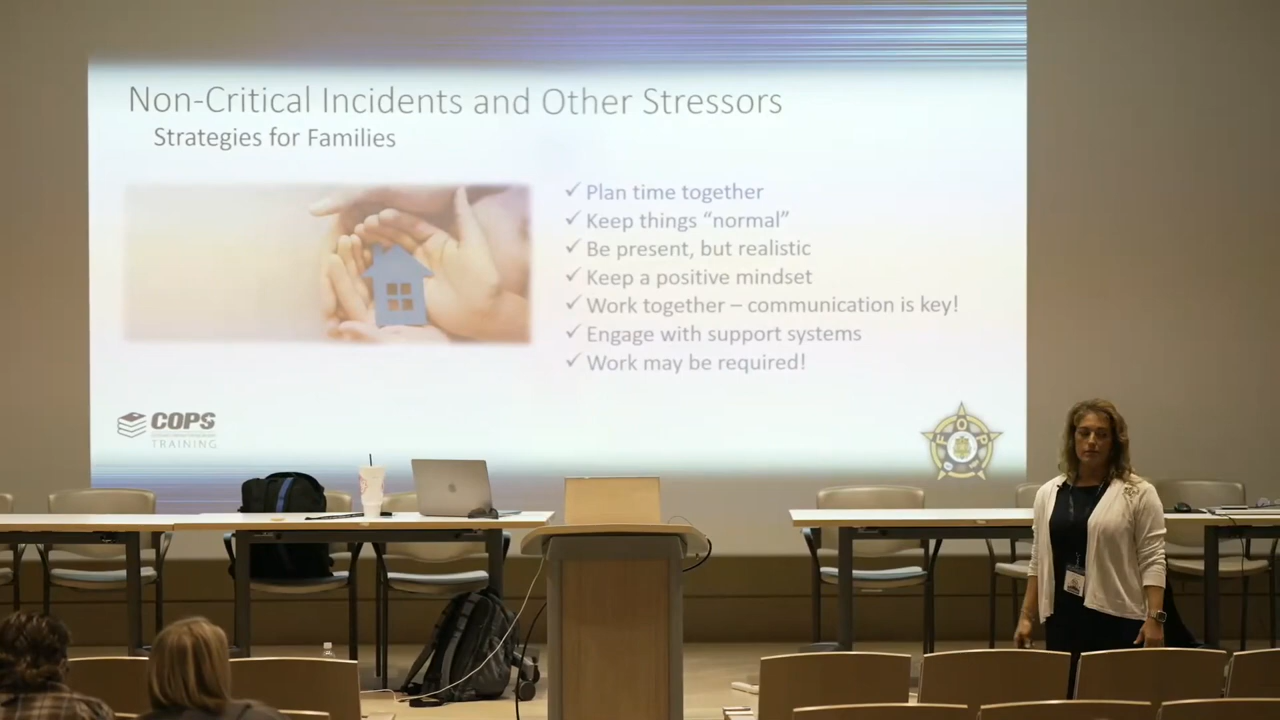 Non-Critical Incidents and Other Stressors
Strategies for Families
✓ Plan time together
✓ Keep things “normal”
✓ Be present, but realistic
✓ Keep a positive mindset
✓ Work together – communication is key!
✓ Engage with support systems
✓ Work may be required!
COPS
TRAINING
F O P